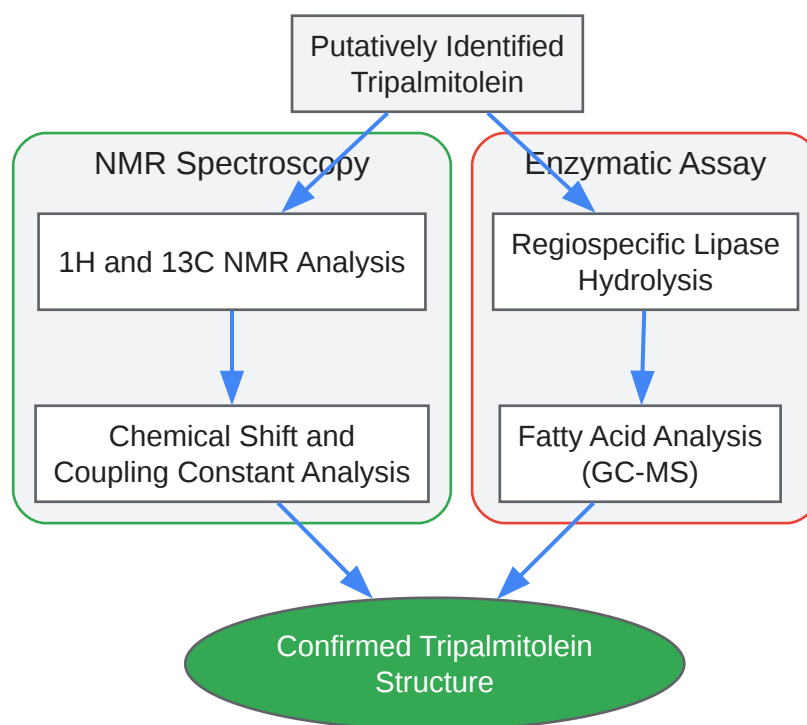 Putatively Identified
Tripalmitolein
NMR Spectroscopy
1H and 13C NMR Analysis
Chemical Shift and
Coupling Constant Analysis
Enzymatic Assay
Regiospecific Lipase
Hydrolysis
Fatty Acid Analysis
(GC-MS)
Confirmed Tripalmitolein
Structure